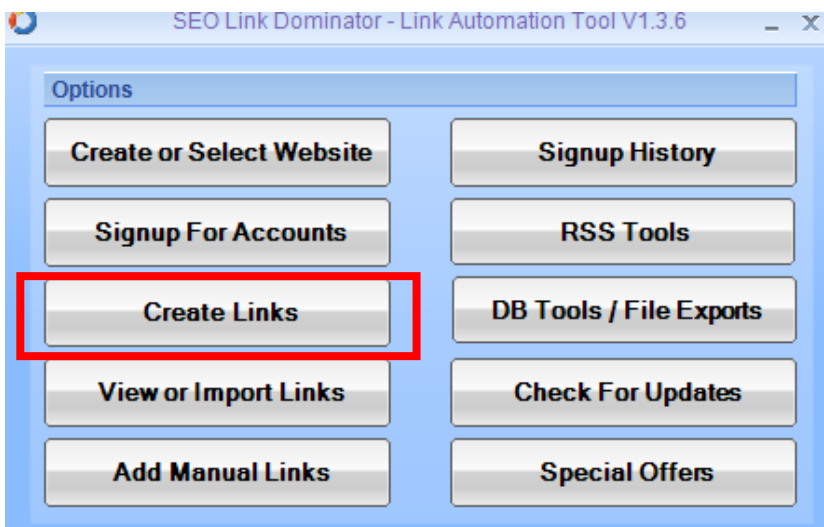 SEO Link Dominator - Link Automation Tool V1.3.6
Options
Create or Select Website
Signup History
Signup For Accounts
RSS Tools
Create Links
DB Tools / File Exports
View or Import Links
Check For Updates
Add Manual Links
Special Offers